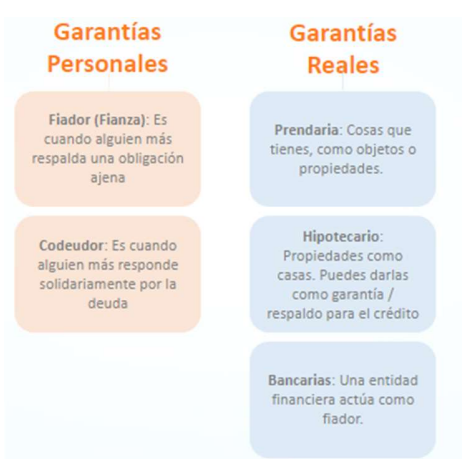 Garantías
Personales
Fiador (Fianza): Es
cuando alguien más
respalda una obligación
ajena
Codeudor: Es cuando
alguien más responde
solidariamente por la
deuda
Garantías
Reales
Prendaria: Cosas que
tienes, como objetos o
propiedades.
Hipotecario:
Propiedades como
casas. Puedes darlas
como garantía /
respaldo para el crédito
Bancarias: Una entidad
financiera actúa como
fiador.